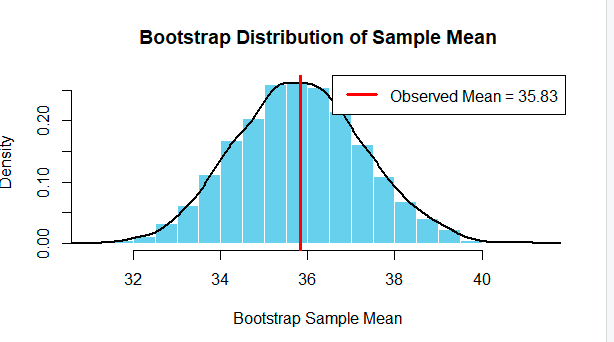 Bootstrap Distribution of Sample Mean
Observed Mean = 35.83
Density
0.20
0.10
0.00
32 34 36 38 40
Bootstrap Sample Mean